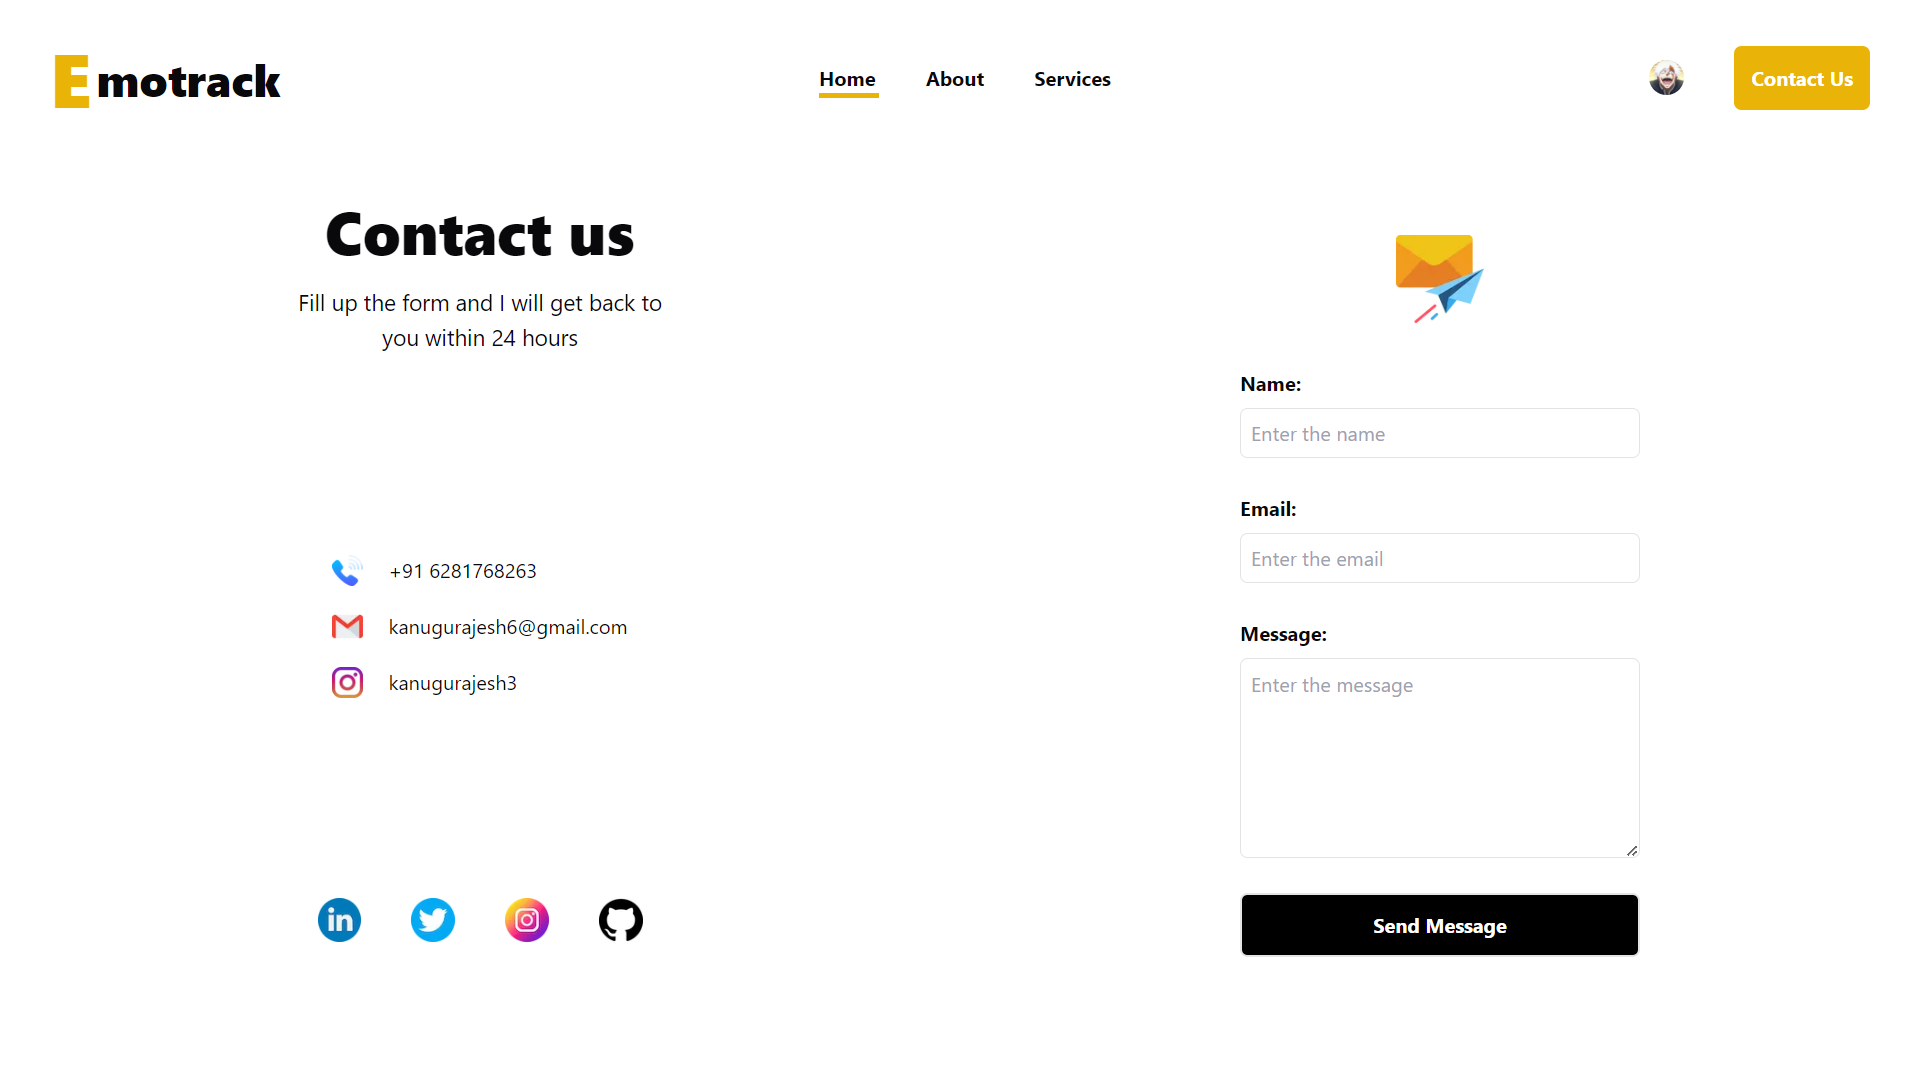 Emotrack
Home
About
Services
Contact Us
Contact us
Fill up the form and I will get back to
you within 24 hours
+91 6281768263
kanugurajesh6@gmail.com
kanugurajesh3
in
Name:
Enter the name
Email:
Enter the email
Message:
Enter the message
Send Message